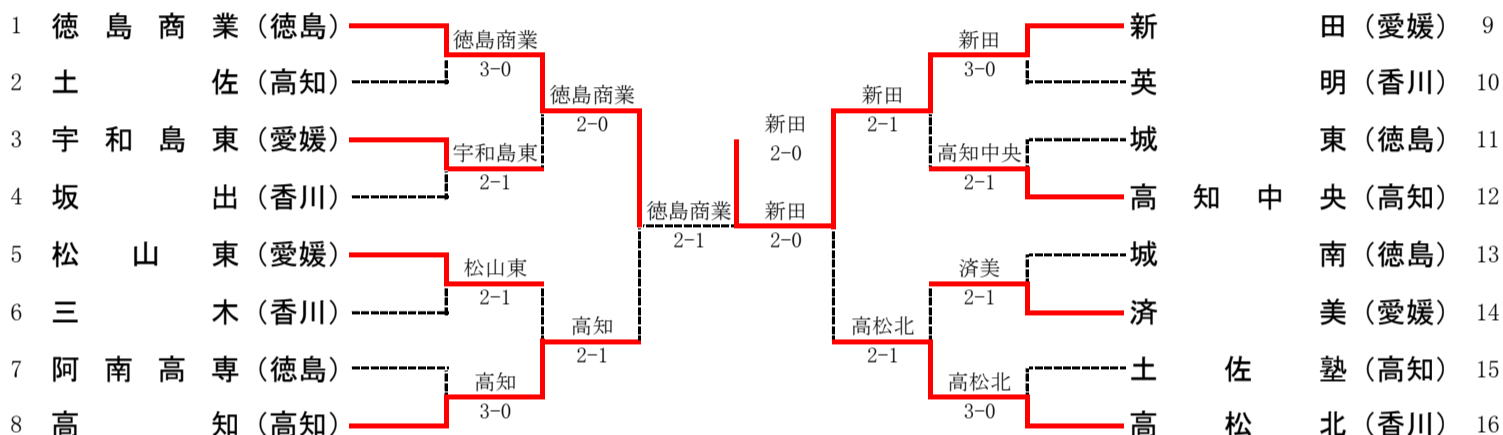 1 徳島商業（徳島）
2 土佐（高知）
3 宇和島東（愛媛）
4 坂出（香川）
5 松山東（愛媛）
6 三木（香川）
7 阿南高専（徳島）
8 高知（高知）
徳島商業
3-0
宇和島東
2-1
松山東
2-1
高知
3-0
徳島商業
2-0
高知
2-1
徳島商業
2-1
新田
2-0
新田
2-0
新田
2-1
高松北
2-1
新田
3-0
高知中央
2-1
済美
2-1
高松北
3-0
新田（愛媛） 9
英明（香川） 10
城東（徳島） 11
高知中央（高知） 12
城南（徳島） 13
済美（愛媛） 14
土佐塾（高知） 15
高松北（香川） 16